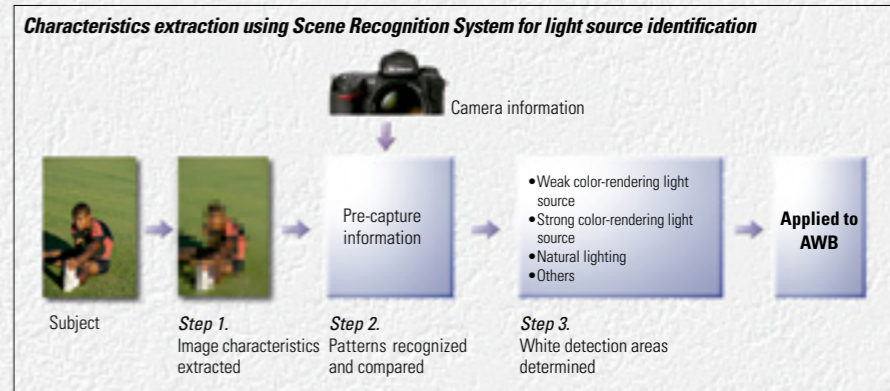 Characteristics extraction using Scene Recognition System for light source identification
Camera information
Pre-capture
information
•Weak color-rendering light
source
•Strong color-rendering light
source
•Natural lighting
•Others
Applied to
AWB
Subject
Step 1.
Image characteristics
extracted
Step 2.
Patterns recognized
and compared
Step 3.
White detection areas
determined